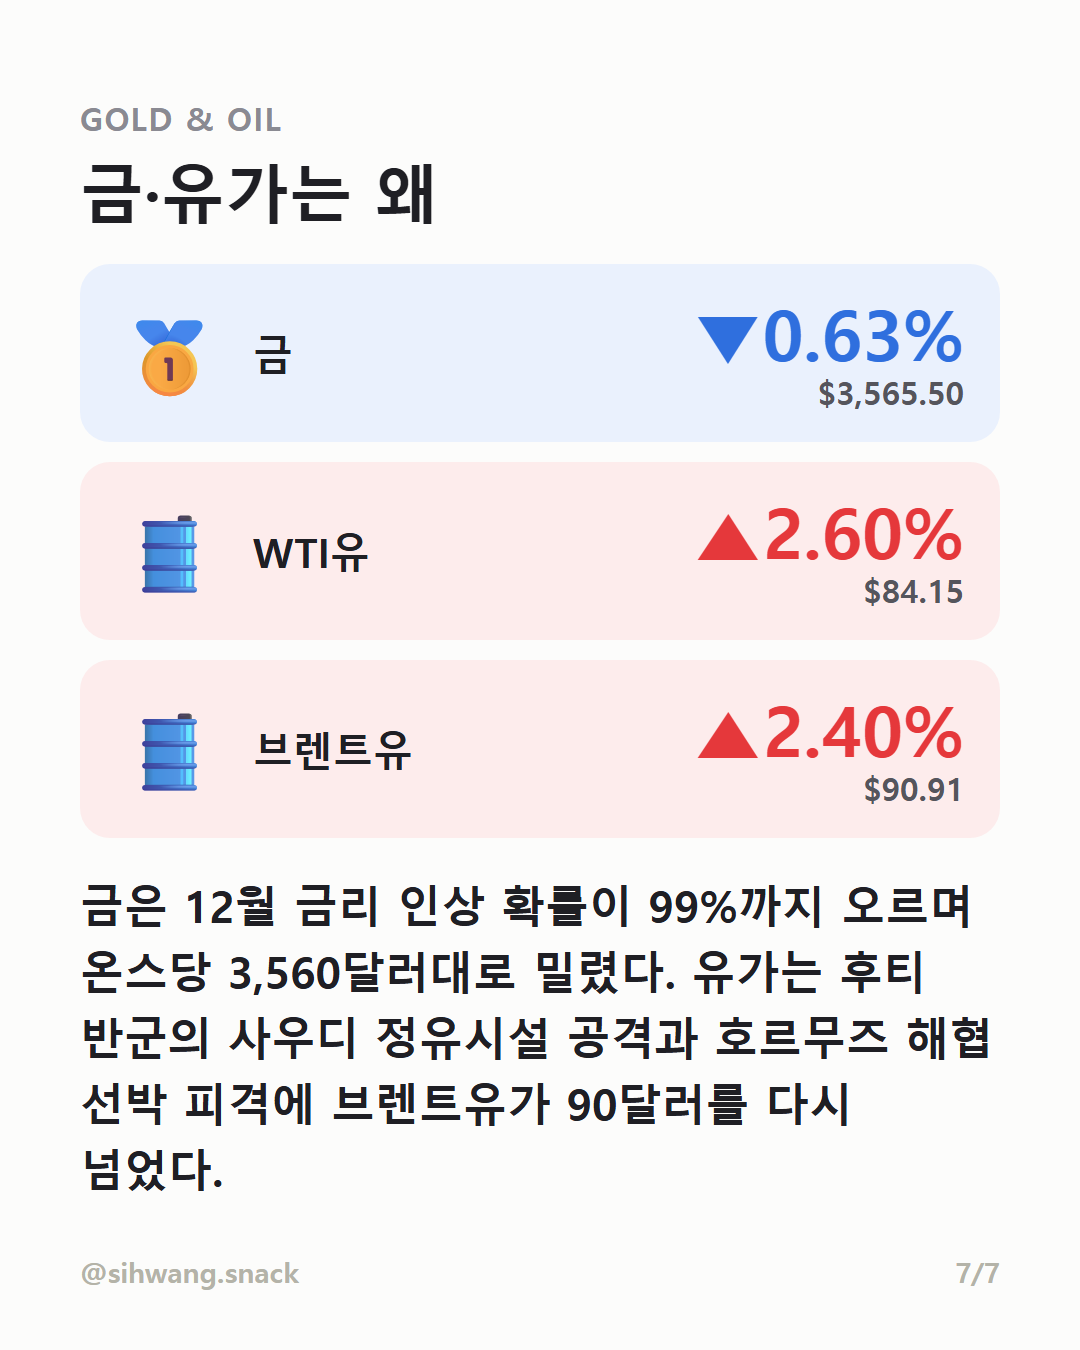 GOLD & OIL
금·유가는 왜
1
금
▼0.63%
$3,565.50
WTI유
▲2.60%
$84.15
브렌트유
▲2.40%
$90.91
금은 12월 금리 인상 확률이 99%까지 오르며
온스당 3,560달러대로 밀렸다. 유가는 후티
반군의 사우디 정유시설 공격과 호르무즈 해협
선박 피격에 브렌트유가 90달러를 다시
넘었다.
@sihwang.snack
7/7